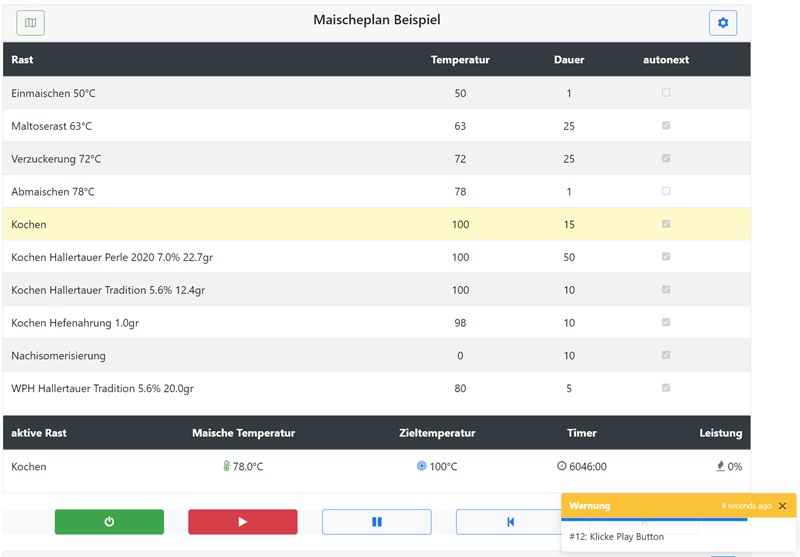 Maischeplan Beispiel
Rast Temperatur Dauer autonext
Einmaischen 50°C 50 1
Maltoserast 63°C 63 25
Verzuckerung 72°C 72 25
Abmaischen 78°C 78 1
Kochen 100 15
Kochen Hallertauer Perle 2020 7.0% 22.7gr 100 50
Kochen Hallertauer Tradition 5.6% 12.4gr 100 10
Kochen Hefenahrung 1.0gr 98 10
Nachisomerisierung 0 10
WPH Hallertauer Tradition 5.6% 20.0gr 80 5
aktive Rast Maische Temperatur Zieltemperatur Timer Leistung
Kochen 78.0°C 100°C 6046:00 0%
Warnung 4 seconds ago
#12: Klicke Play Button